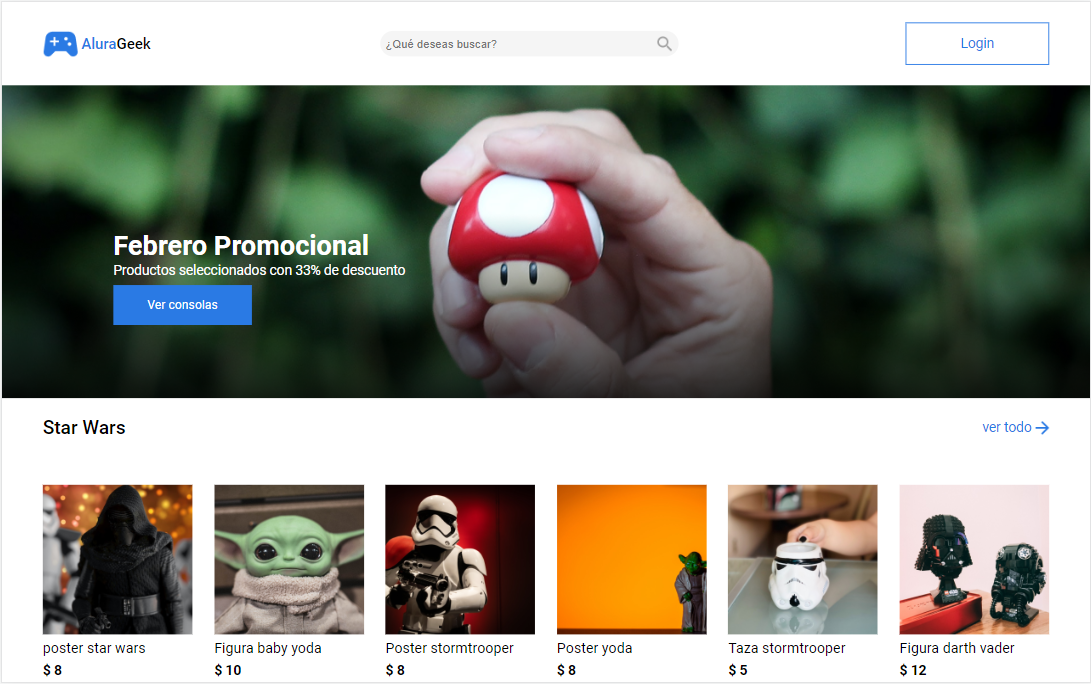 AluraGeek
¿Qué deseas buscar?
Login
Febrero Promocional
Productos seleccionados con 33% de descuento
Ver consolas
Star Wars
ver todo
poster star wars
$ 8
Figura baby yoda
$ 10
Poster stormtrooper
$ 8
Poster yoda
$ 8
Taza stormtrooper
$ 5
Figura darth vader
$ 12